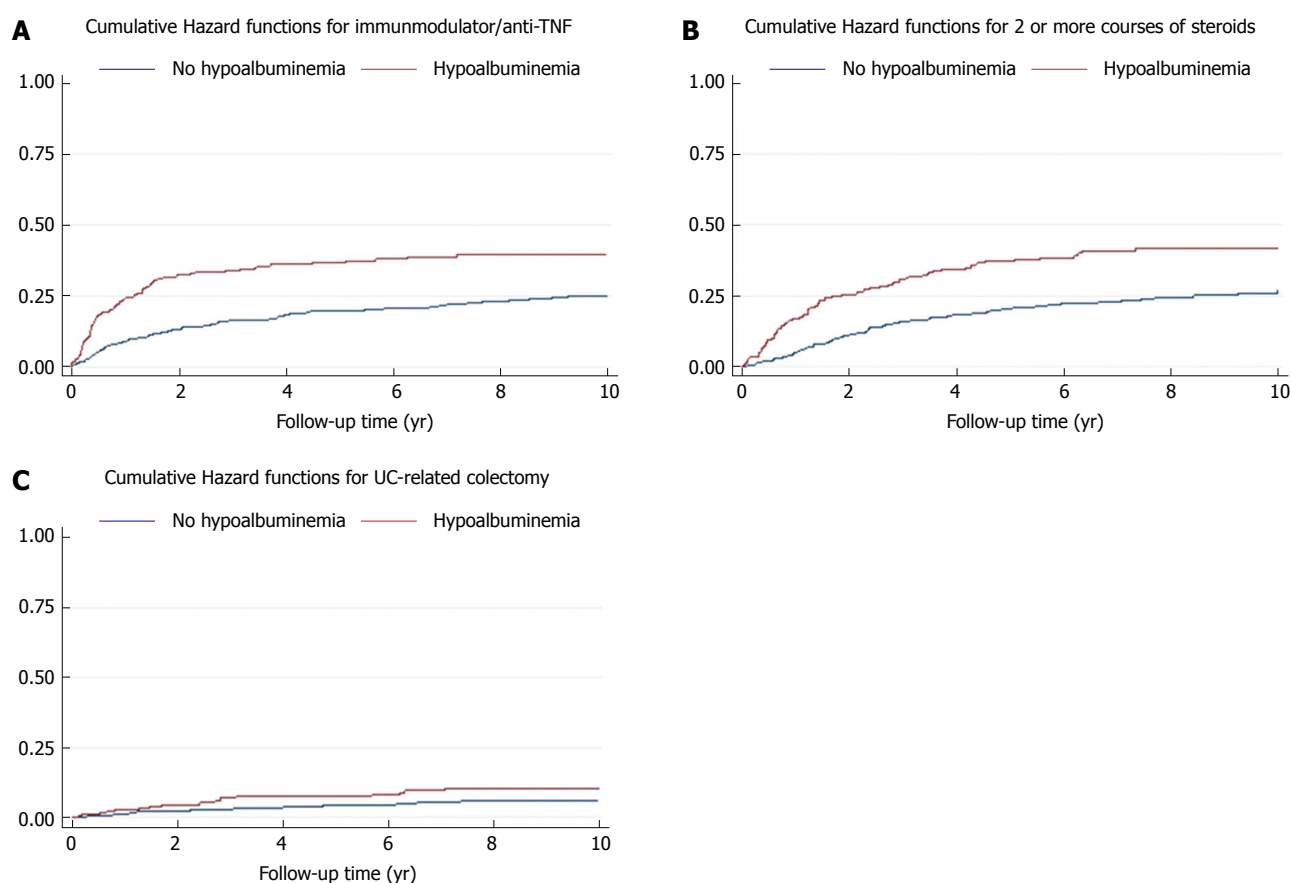 A
Cumulative Hazard functions for immunmodulator/anti-TNF
No hypoalbuminemia Hypoalbuminemia
1.00
0.75
0.50
0.25
0.00
0 2 4 6 8 10
Follow-up time (yr)
B
Cumulative Hazard functions for 2 or more courses of steroids
No hypoalbuminemia Hypoalbuminemia
1.00
0.75
0.50
0.25
0.00
0 2 4 6 8 10
Follow-up time (yr)
C
Cumulative Hazard functions for UC-related colectomy
No hypoalbuminemia Hypoalbuminemia
1.00
0.75
0.50
0.25
0.00
0 2 4 6 8 10
Follow-up time (yr)